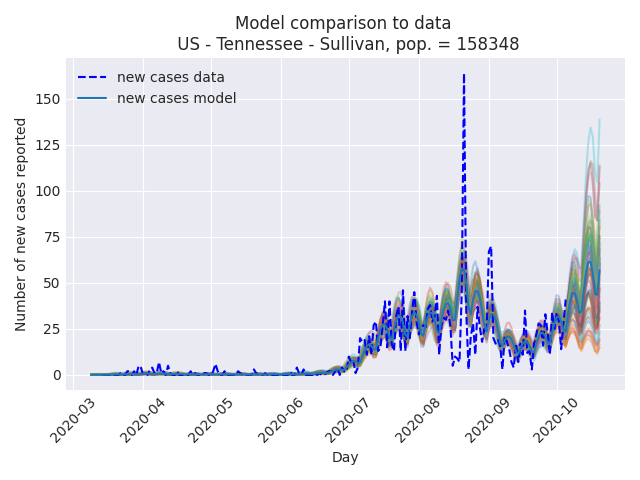 Model comparison to data
US - Tennessee - Sullivan, pop. = 158348
new cases data
new cases model
Number of new cases reported
150
125
100
75
50
25
0
2020-03
2020-04
2020-05
2020-06
2020-07
2020-08
2020-09
2020-10
Day